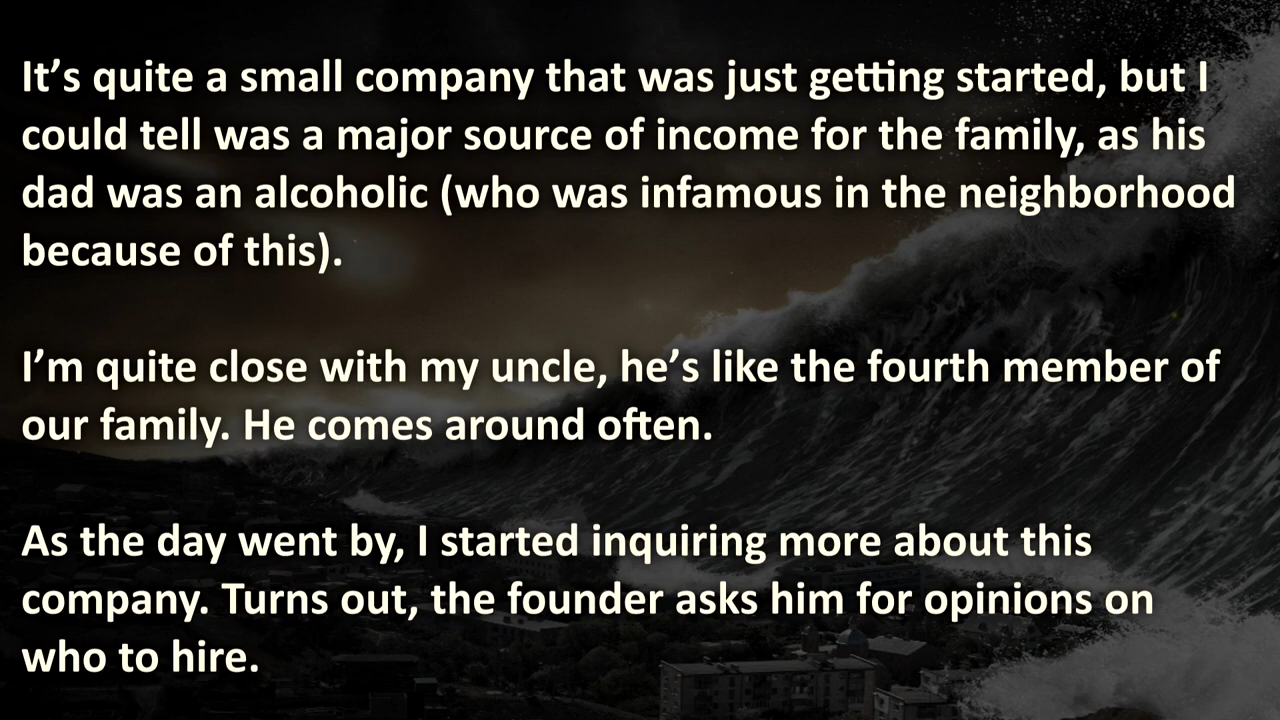 It’s quite a small company that was just getting started, but I
could tell was a major source of income for the family, as his
dad was an alcoholic (who was infamous in the neighborhood
because of this).
I’m quite close with my uncle, he’s like the fourth member of
our family. He comes around often.
As the day went by, I started inquiring more about this
company. Turns out, the founder asks him for opinions on
who to hire.